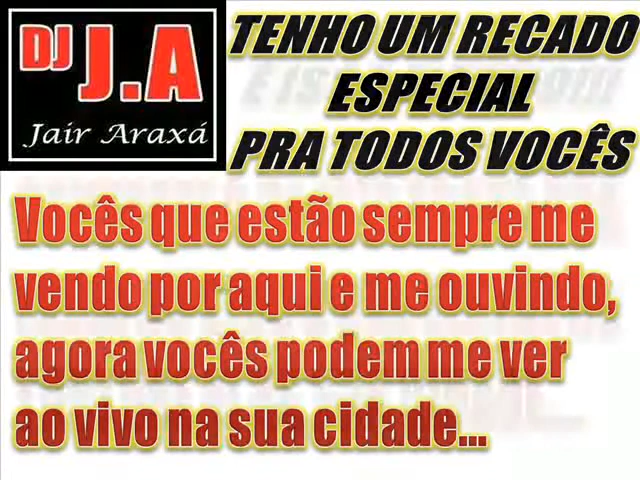 DJ J.A
Jair Araxá
TENHO UM RECADO
ESPECIAL
PRA TODOS VOCÊS
Vocês que estão sempre me
vendo por aqui e me ouvindo,
agora vocês podem me ver
ao vivo na sua cidade...